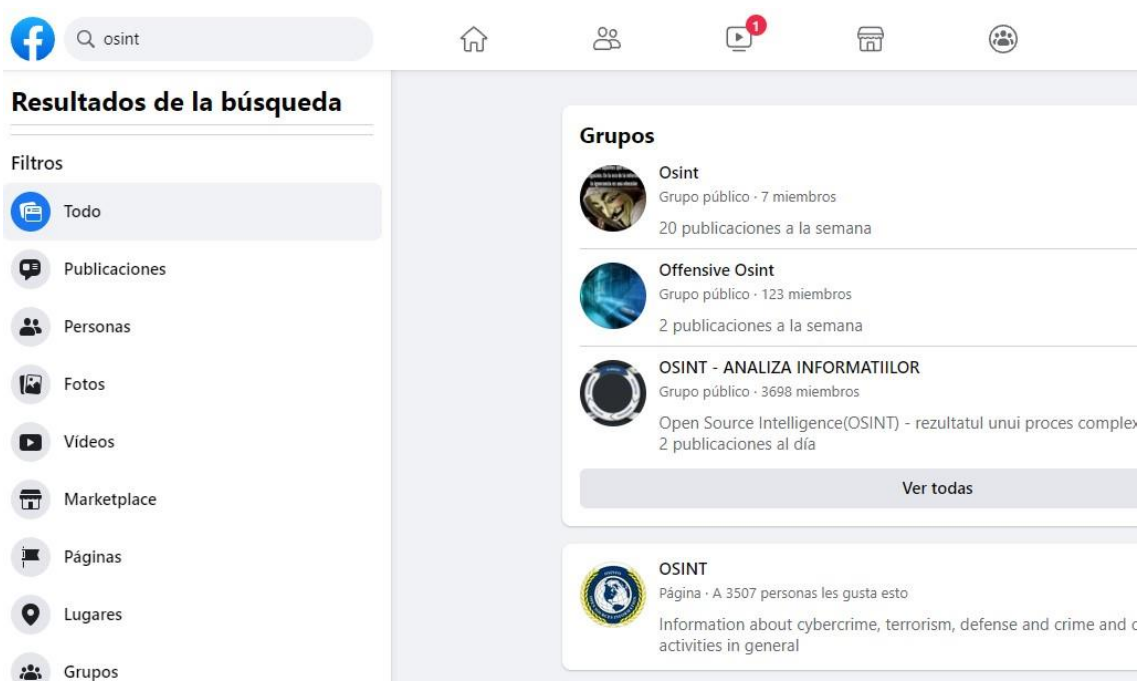 osint
1
Resultados de la búsqueda
Filtros
Todo
Publicaciones
Personas
Fotos
Vídeos
Marketplace
Páginas
Lugares
Grupos
Grupos
Osint
Grupo público · 7 miembros
20 publicaciones a la semana
Offensive Osint
Grupo público · 123 miembros
2 publicaciones a la semana
OSINT - ANALIZA INFORMATIILOR
Grupo público · 3698 miembros
Open Source Intelligence(OSINT) - rezultatul unui proces complex
2 publicaciones al día
Ver todas
OSINT
Página · A 3507 personas les gusta esto
Information about cybercrime, terrorism, defense and crime and
activities in general